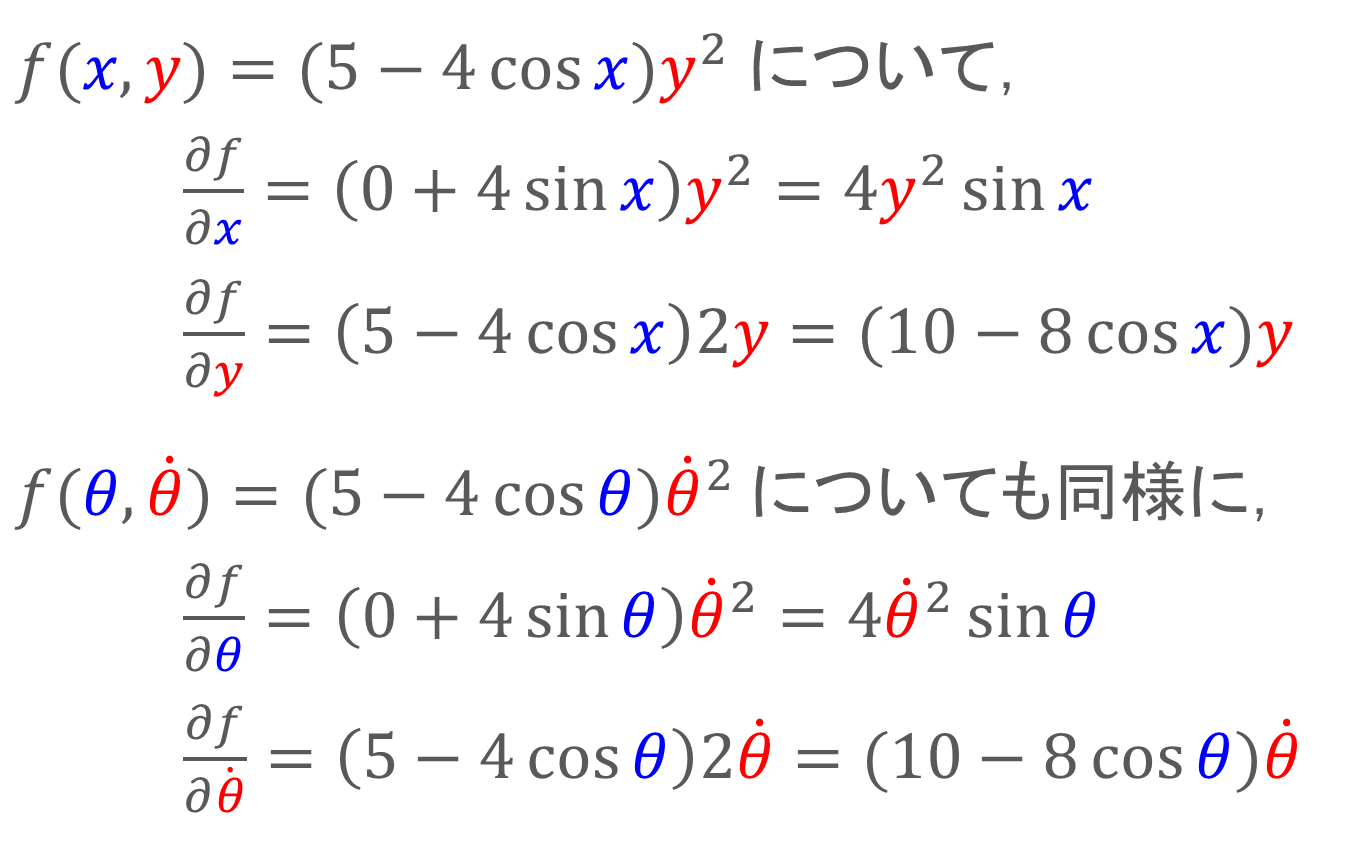 f(x, y) = (5 − 4 cos x)y² について,
∂f/∂x = (0 + 4 sin x)y² = 4y² sin x
∂f/∂y = (5 − 4 cos x)2y = (10 − 8 cos x)y
f(θ, θ̇) = (5 − 4 cos θ)θ̇² についても同様に,
∂f/∂θ = (0 + 4 sin θ)θ̇² = 4θ̇² sin θ
∂f/∂θ̇ = (5 − 4 cos θ)2θ̇ = (10 − 8 cos θ)θ̇